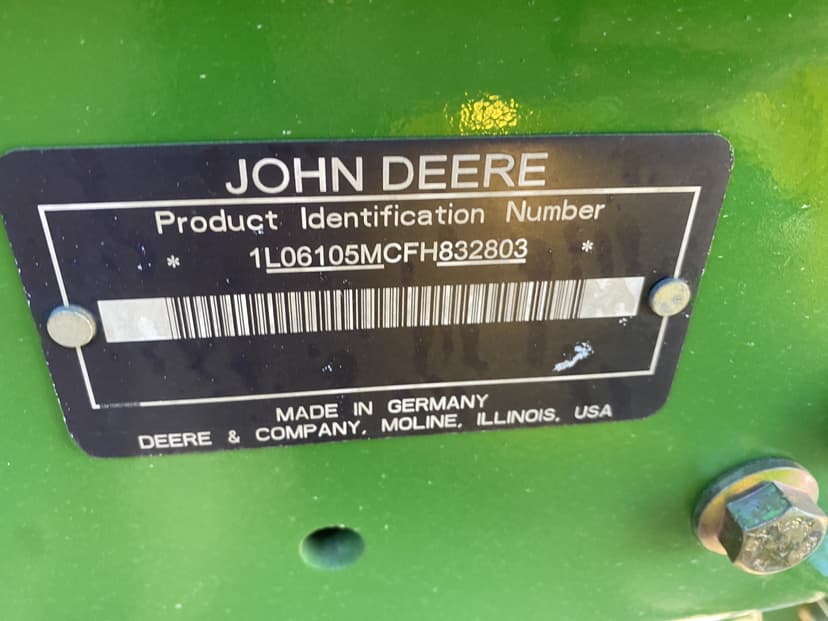 JOHN DEERE
Product Identification Number
* 1L06105MCFH832803 *
MADE IN GERMANY
DEERE & COMPANY, MOLINE, ILLINOIS, USA